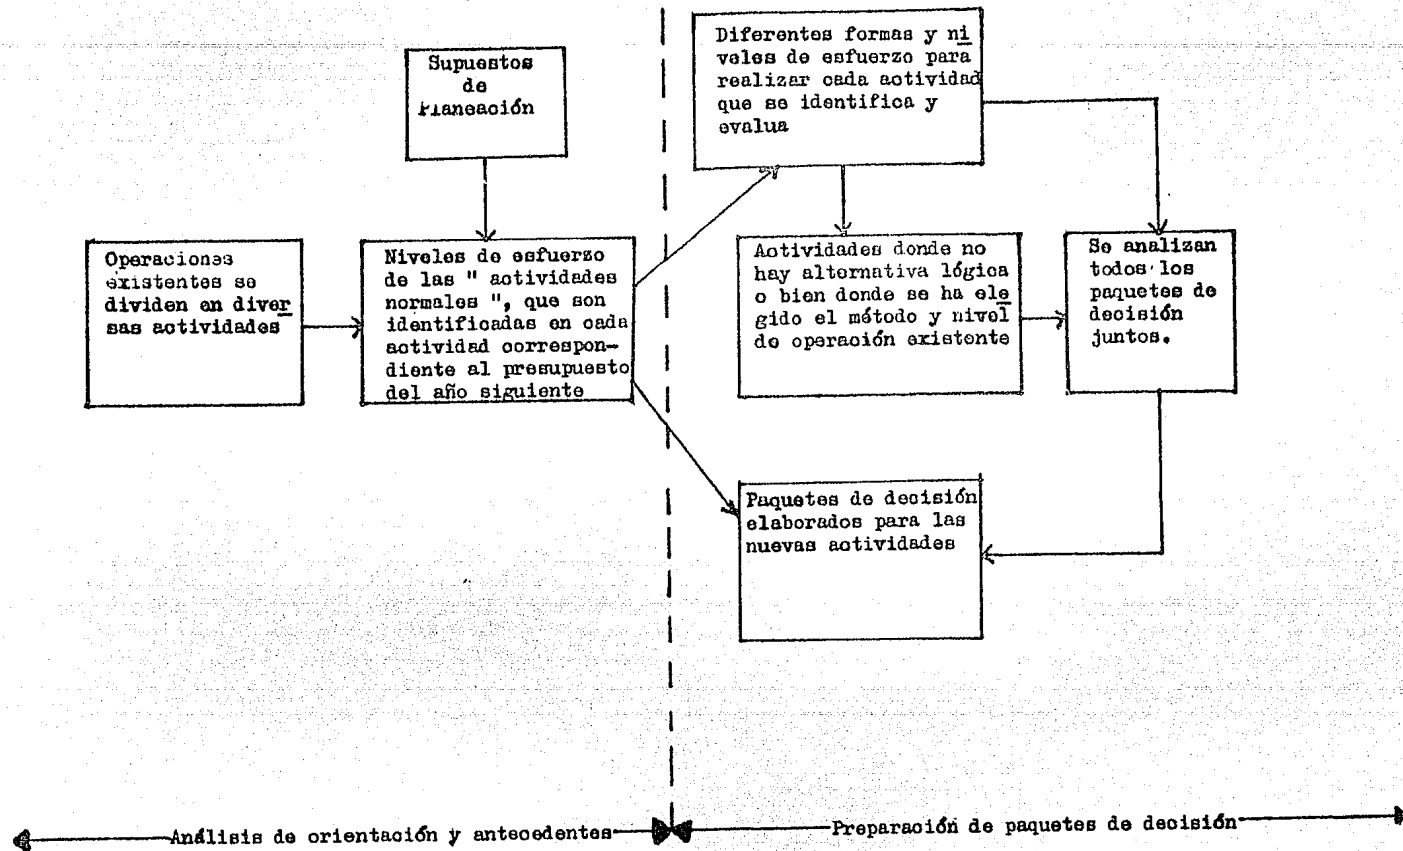 Supuestos
de
Planeación
Diferentes formas y ni
veles de esfuerzo para
realizar cada actividad
que se identifica y
evalua
Operaciones
existentes se
dividen en diver
sas actividades
Niveles de esfuerzo
de las " actividades
normales ", que son
identificadas en cada
actividad correspon-
diente al presupuesto
del año siguiente
Actividades donde no
hay alternativa lógica
o bien donde se ha ele
gido el método y nivel
de operación existente
Se analizan
todos los
paquetes de
decisión
juntos.
Paquetes de decisión
elaborados para las
nuevas actividades
Análisis de orientación y antecedentes
Preparación de paquetes de decisión